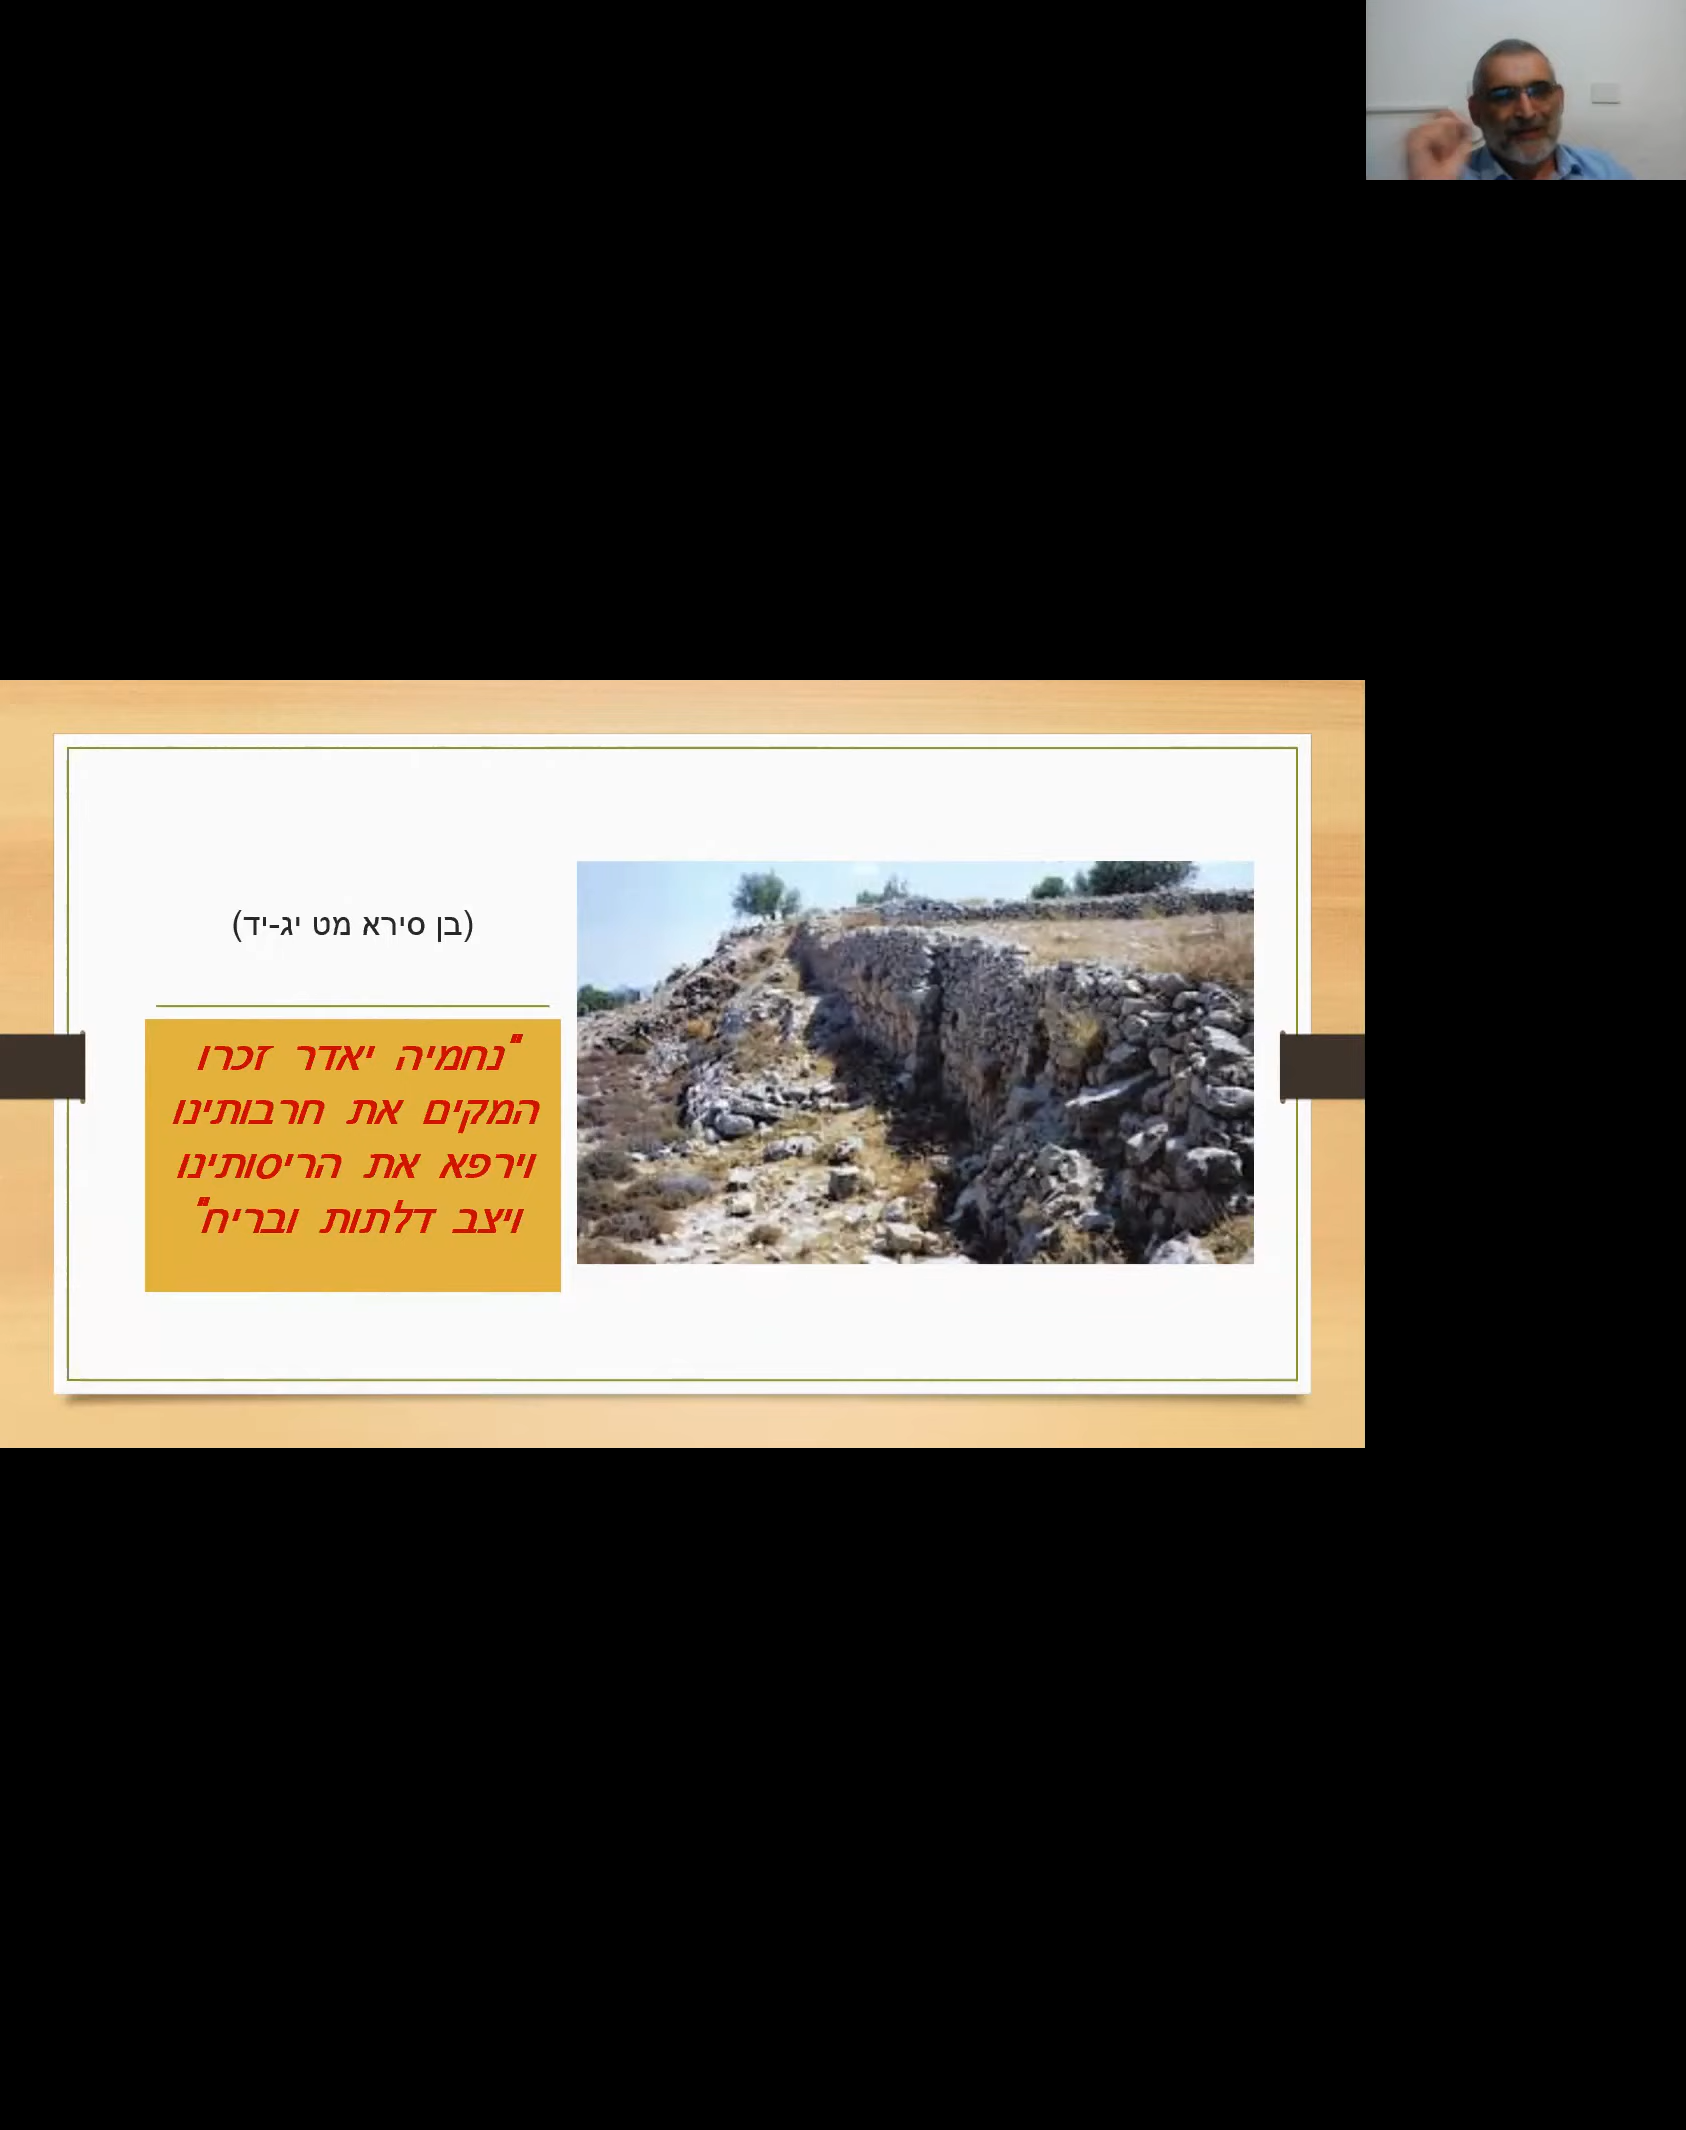 (בן סירא מט יג-יד)
"נחמיה יאדר זכרו
המקים את חרבותינו
וירפא את הריסותינו
ויצב דלתות ובריח"